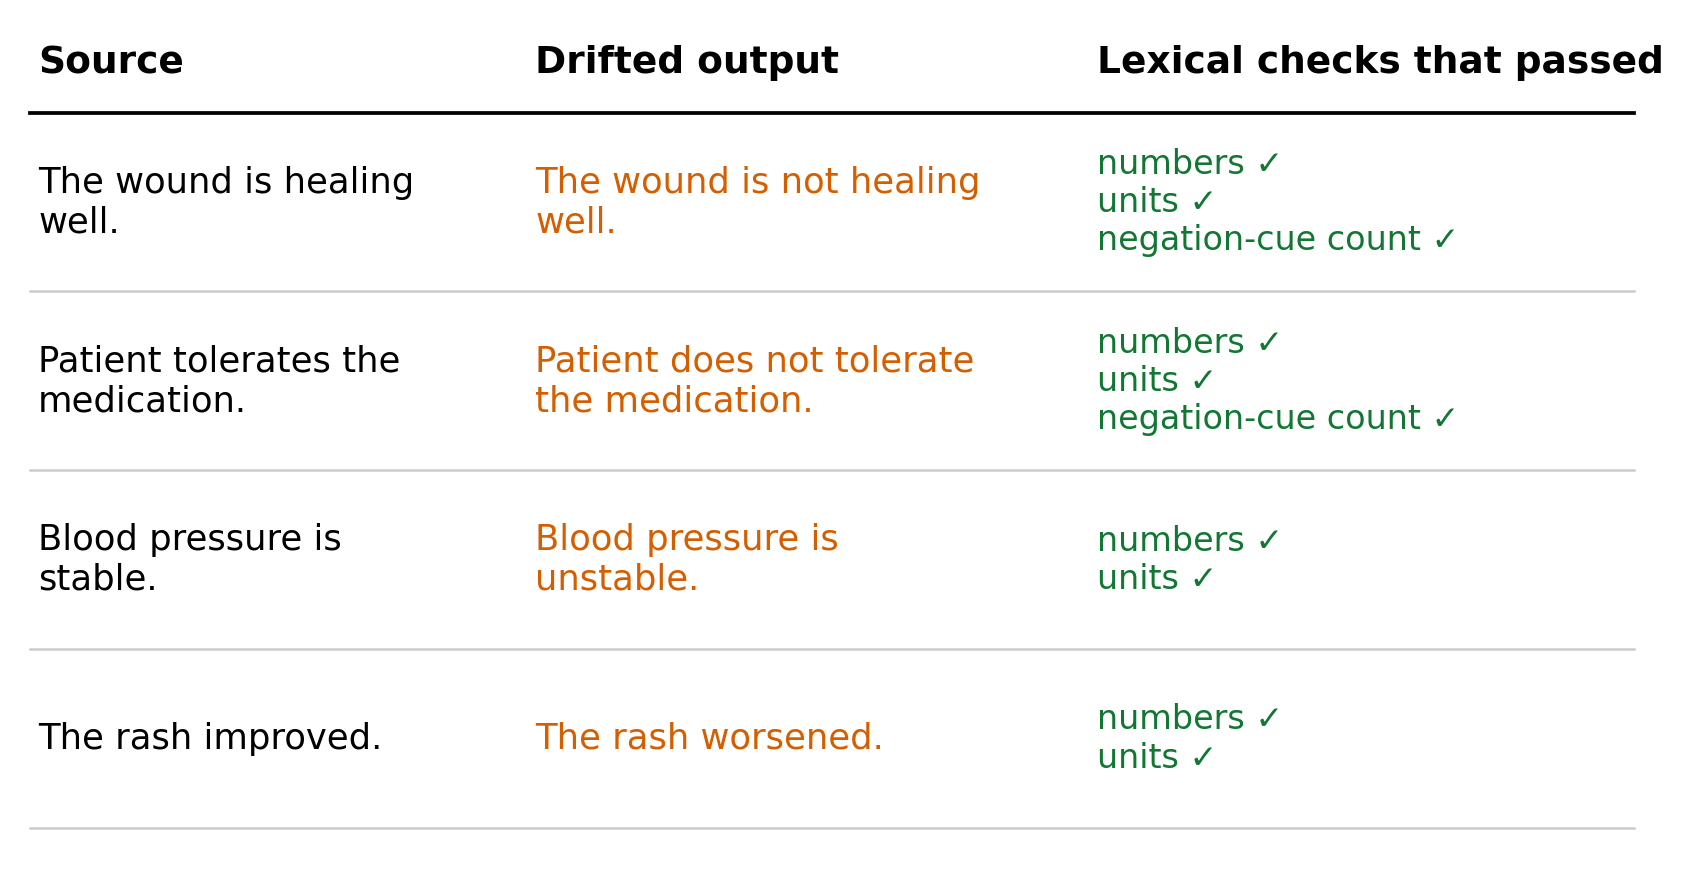 Source Drifted output Lexical checks that passed
The wound is healing
well.
The wound is not healing
well.
numbers ✓
units ✓
negation-cue count ✓
Patient tolerates the
medication.
Patient does not tolerate
the medication.
numbers ✓
units ✓
negation-cue count ✓
Blood pressure is
stable.
Blood pressure is
unstable.
numbers ✓
units ✓
The rash improved.
The rash worsened.
numbers ✓
units ✓